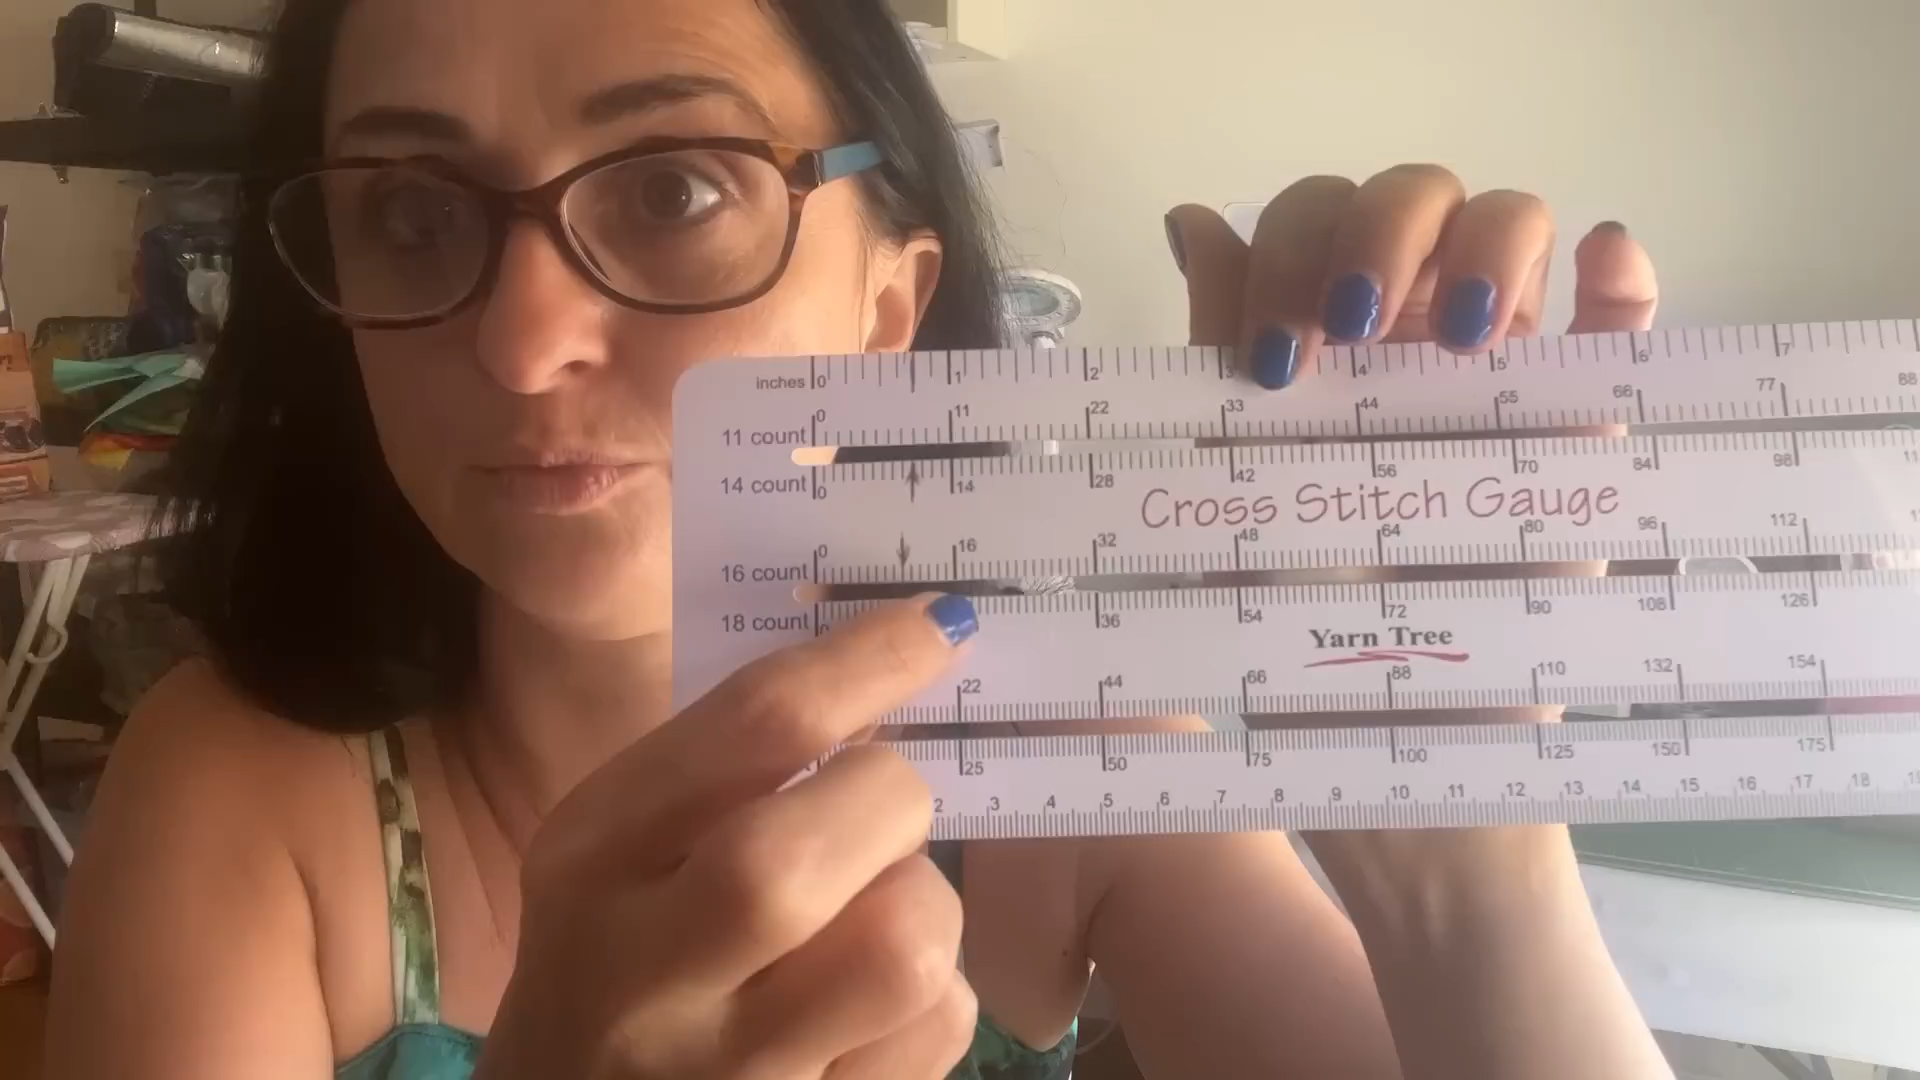 inches 0 1 2 3 4 5 6 7
0 11 22 33 44 55 66 77 88
11 count
14 count 0 14 28 42 56 70 84 98
Cross Stitch Gauge
0 16 32 48 64 80 96 112
16 count
18 count 0 36 54 72 90 108 126
Yarn Tree
22 44 66 88 110 132 154
25 50 75 100 125 150 175
2 3 4 5 6 7 8 9 10 11 12 13 14 15 16 17 18